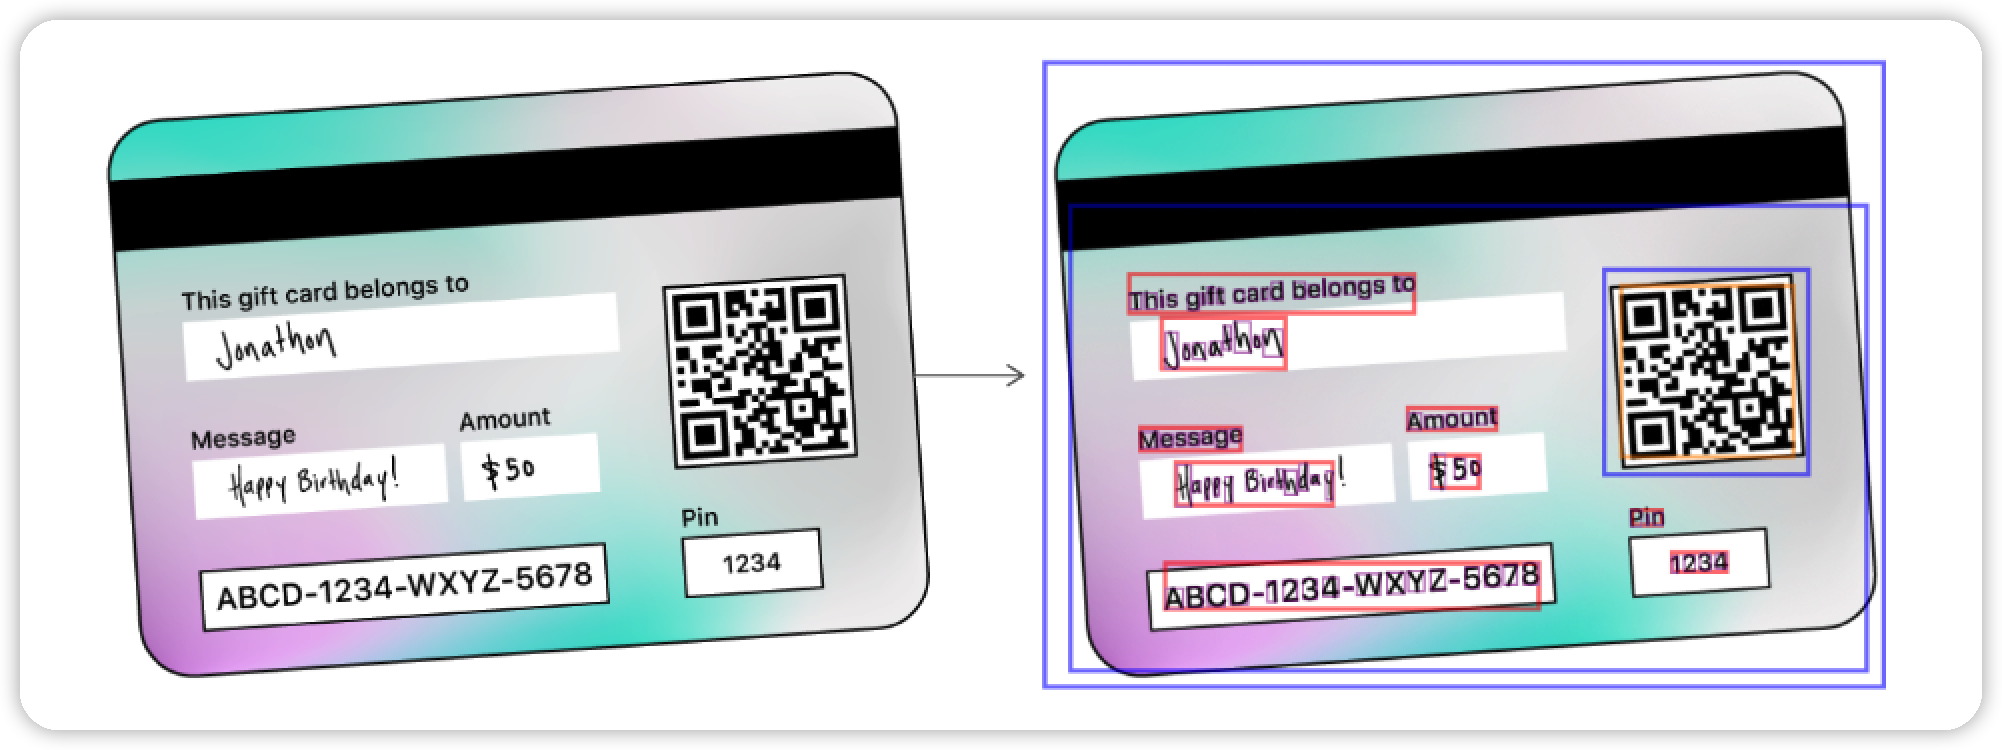 This gift card belongs to
Jonathon
Message
Amount
Happy Birthday!
$50
Pin
ABCD-1234-WXYZ-5678
1234
This gift card belongs to
Jonathon
Message
Amount
Happy Birthday!
$50
Pin
ABCD-1234-WXYZ-5678
1234